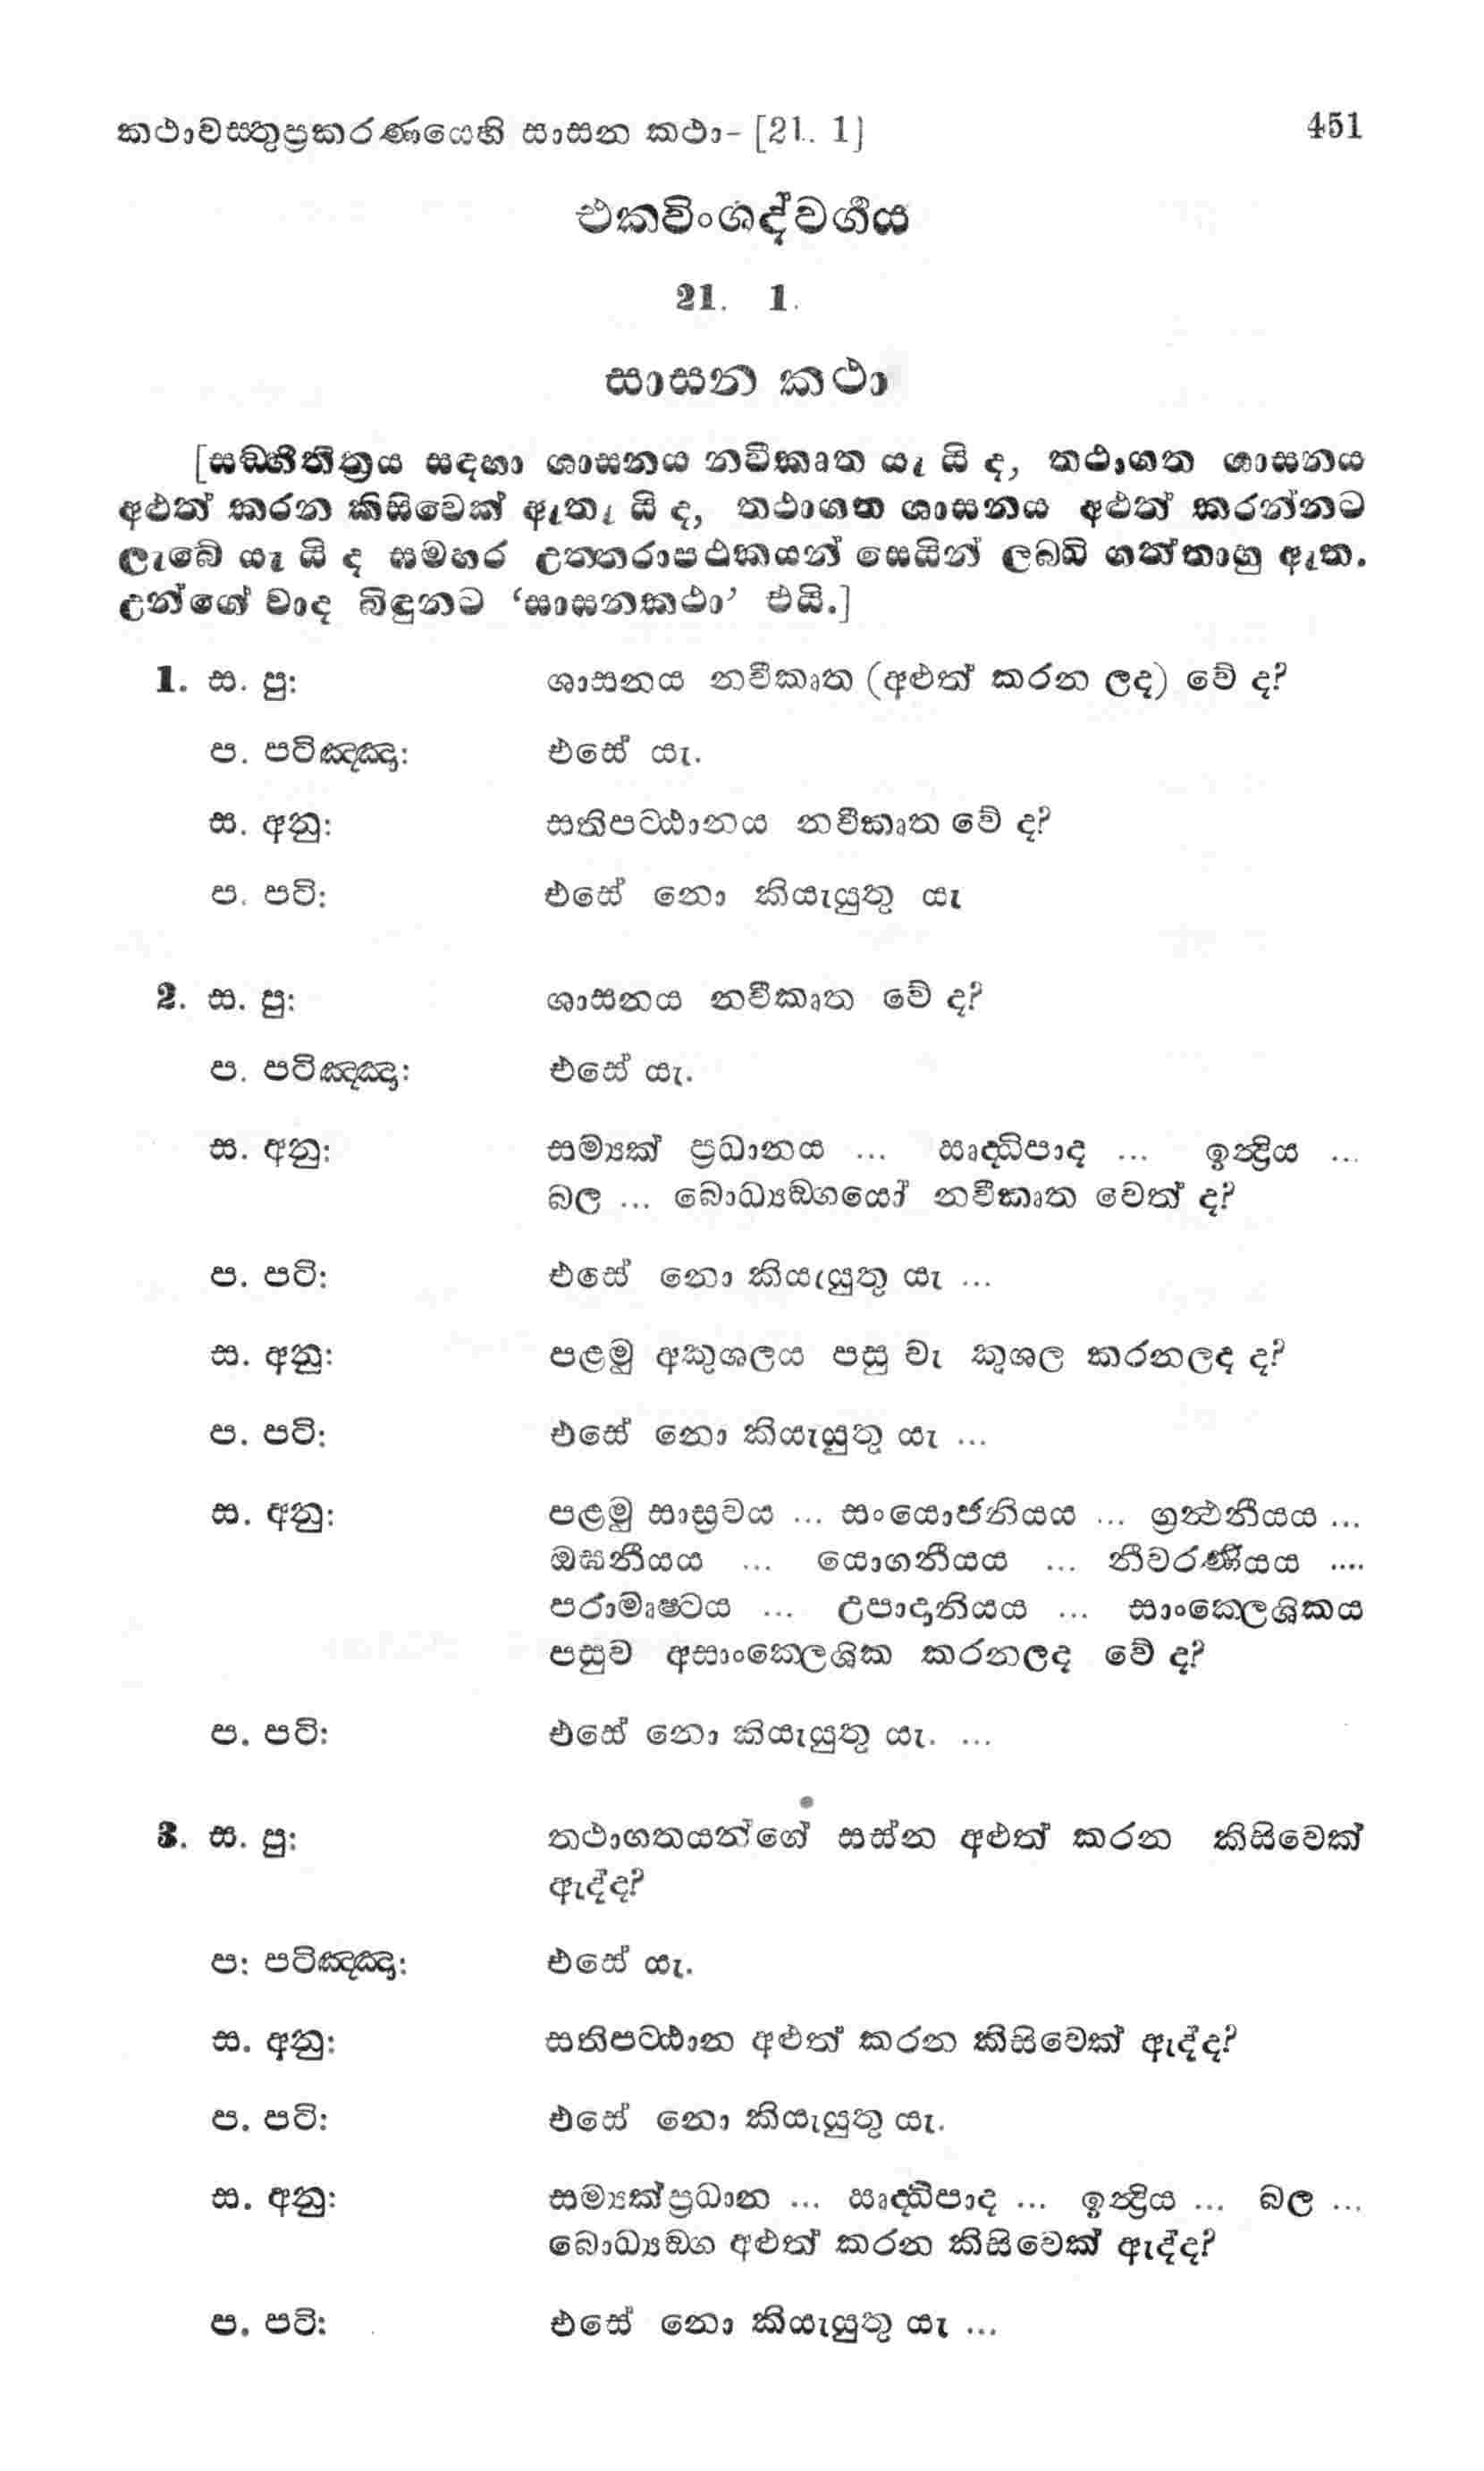 කථාවස්තුප්‍රකරණයෙහි සාසන කථා- [21. 1] 451
එකවිංශද්වර්‍ගය
21. 1.
සාසන කථා
[සඞ්ගීතිත්‍රය සඳහා ශාසනය නවීකෘත යැ යි ද, තථාගත ශාසනය
අළුත් කරන කිසිවෙක් ඇතැ යි ද, තථාගත ශාසනය අළුත් කරන්නට
ලැබේ යැ යි ද සමහර උත්තරාපථකයන් සෙයින් ලබ්ධි ගත්තාහු ඇත.
උන්ගේ වාද බිඳුනට ‘සාසනකථා’ එයි.]
1. ස. පු: ශාසනය නවීකෘත (අළුත් කරන ලද) වේ ද?
ප. පටිඤ්ඤා: එසේ යැ.
ස. අනු: සතිපට්ඨානය නවීකෘත වේ ද?
ප. පටි: එසේ නො කියැයුතු යැ
2. ස. පු: ශාසනය නවීකෘත වේ ද?
ප. පටිඤ්ඤා: එසේ යැ.
ස. අනු: සම්‍යක් ප්‍රධානය ... ඍද්ධිපාද ... ඉන්ද්‍රිය ...
බල ... බොධ්‍යඞ්ගයෝ නවීකෘත වෙත් ද?
ප. පටි: එසේ නො කියැයුතු යැ ...
ස. අනු: පළමු අකුශලය පසු වැ කුශල කරනලද ද?
ප. පටි: එසේ නො කියැයුතු යැ ...
ස. අනු: පළමු සාස්‍රවය ... සංයොජනියය ... ග්‍රන්ථනීයය ...
ඔඝනීයය ... යොගනීයය ... නීවරණීයය ....
පරාමෘෂ්ටය ... උපාදානියය ... සාංක්ලෙශිකය
පසුව අසාංක්ලෙශික කරනලද වේ ද?
ප. පටි: එසේ නො කියැයුතු යැ. ...
3. ස. පු: තථාගතයන්ගේ සස්න අළුත් කරන කිසිවෙක්
ඇද්ද?
ප: පටිඤ්ඤා: එසේ යැ.
ස. අනු: සතිපට්ඨාන අළුත් කරන කිසිවෙක් ඇද්ද?
ප. පටි: එසේ නො කියැයුතු යැ.
ස. අනු: සම්‍යක්ප්‍රධාන ... ඍද්ධිපාද ... ඉන්ද්‍රිය ... බල ...
බොධ්‍යඞ්ග අළුත් කරන කිසිවෙක් ඇද්ද?
ප. පටි: එසේ නො කියැයුතු යැ ...